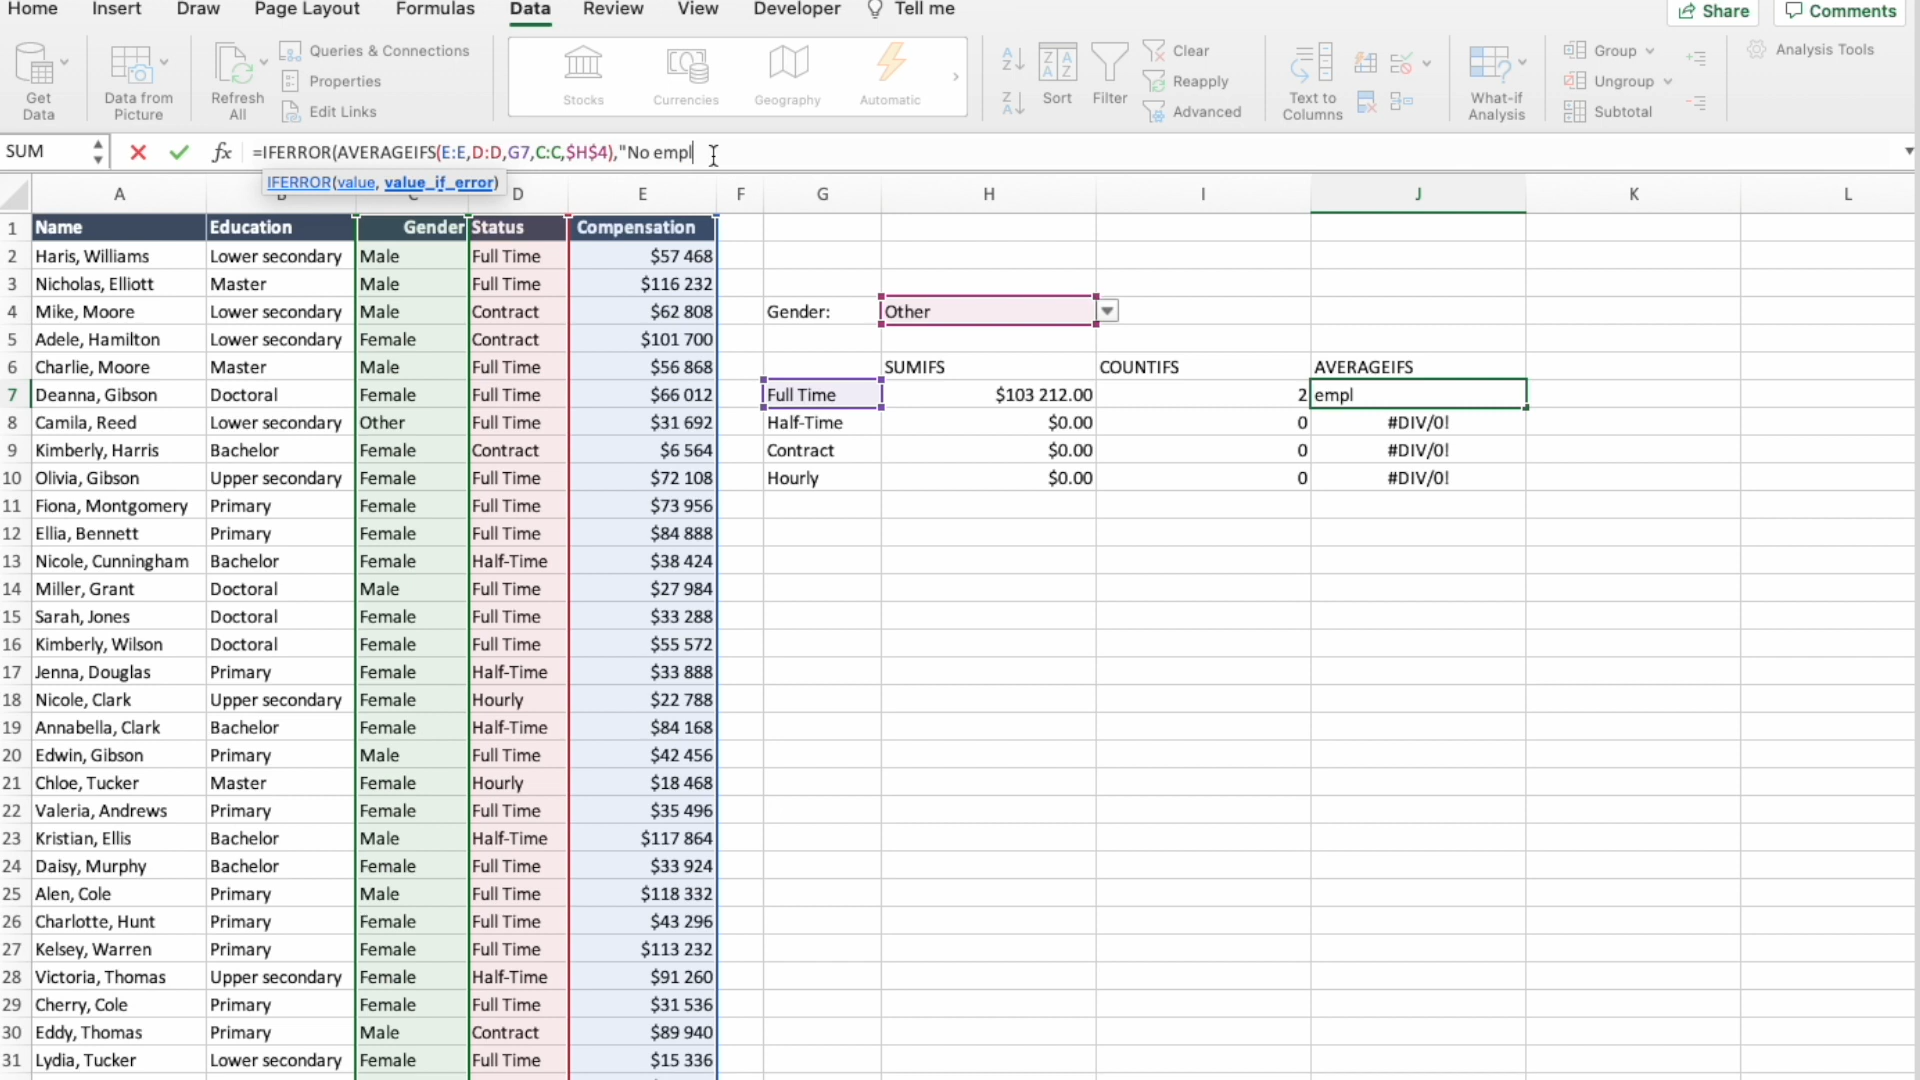 Home Insert Draw Page Layout Formulas Data Review View Developer Tell me Share Comments
Get Data
Data from Picture
Refresh All
Queries & Connections
Properties
Edit Links
Stocks Currencies Geography Automatic
Sort Filter
Clear
Reapply
Advanced
Text to Columns
What-if Analysis
Group
Ungroup
Subtotal
Analysis Tools
SUM fx =IFERROR(AVERAGEIFS(E:E,D:D,G7,C:C,$H$4),"No empl
IFERROR(value, value_if_error)
A D E F G H I J K L
1 Name Education Gender Status Compensation
2 Haris, Williams Lower secondary Male Full Time $57 468
3 Nicholas, Elliott Master Male Full Time $116 232
4 Mike, Moore Lower secondary Male Contract $62 808 Gender: Other
5 Adele, Hamilton Lower secondary Female Contract $101 700
6 Charlie, Moore Master Male Full Time $56 868 SUMIFS COUNTIFS AVERAGEIFS
7 Deanna, Gibson Doctoral Female Full Time $66 012 Full Time $103 212.00 2 empl
8 Camila, Reed Lower secondary Other Full Time $31 692 Half-Time $0.00 0 #DIV/0!
9 Kimberly, Harris Bachelor Female Contract $6 564 Contract $0.00 0 #DIV/0!
10 Olivia, Gibson Upper secondary Female Full Time $72 108 Hourly $0.00 0 #DIV/0!
11 Fiona, Montgomery Primary Female Full Time $73 956
12 Ellia, Bennett Primary Female Full Time $84 888
13 Nicole, Cunningham Bachelor Female Half-Time $38 424
14 Miller, Grant Doctoral Male Full Time $27 984
15 Sarah, Jones Doctoral Female Full Time $33 288
16 Kimberly, Wilson Doctoral Female Full Time $55 572
17 Jenna, Douglas Primary Female Half-Time $33 888
18 Nicole, Clark Upper secondary Female Hourly $22 788
19 Annabella, Clark Bachelor Female Half-Time $84 168
20 Edwin, Gibson Primary Male Full Time $42 456
21 Chloe, Tucker Master Female Hourly $18 468
22 Valeria, Andrews Primary Female Full Time $35 496
23 Kristian, Ellis Bachelor Male Half-Time $117 864
24 Daisy, Murphy Bachelor Female Full Time $33 924
25 Alen, Cole Primary Male Full Time $118 332
26 Charlotte, Hunt Primary Female Full Time $43 296
27 Kelsey, Warren Primary Female Full Time $113 232
28 Victoria, Thomas Upper secondary Female Half-Time $91 260
29 Cherry, Cole Primary Female Full Time $31 536
30 Eddy, Thomas Primary Male Contract $89 940
31 Lydia, Tucker Lower secondary Female Full Time $15 336